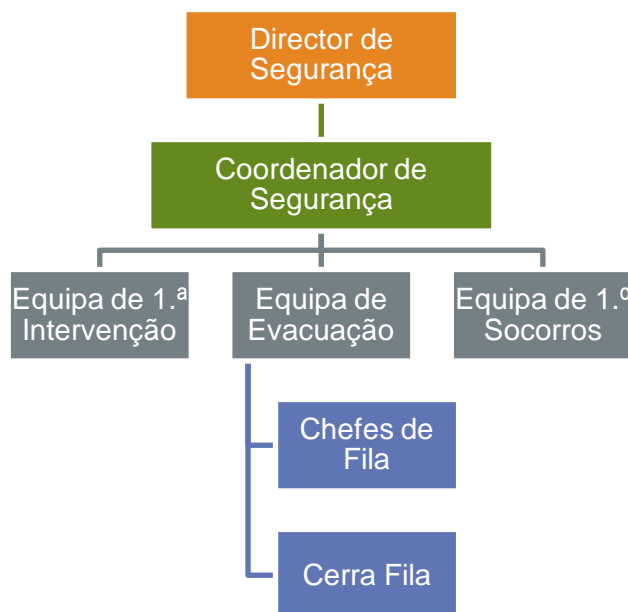 Director de
Segurança
Coordenador de
Segurança
Equipa de 1.ª
Intervenção
Equipa de
Evacuação
Equipa de 1.º
Socorros
Chefes de
Fila
Cerra Fila